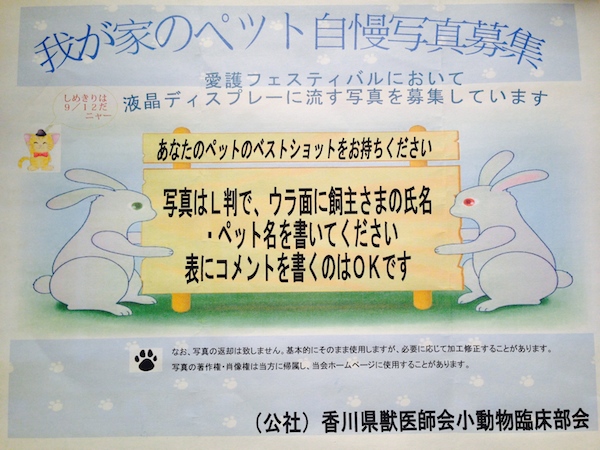 我が家のペット自慢写真募集
愛護フェスティバルにおいて
液晶ディスプレーに流す写真を募集しています
しめきりは
9/12だ
ニャー
あなたのペットのベストショットをお持ちください
写真はL判で、ウラ面に飼主さまの氏名
・ペット名を書いてください
表にコメントを書くのはOKです
なお、写真の返却は致しません。基本的にそのまま使用しますが、必要に応じて加工修正することがあります。
写真の著作権・肖像権は当方に帰属し、当会ホームページに使用することがあります。
(公社)香川県獣医師会小動物臨床部会